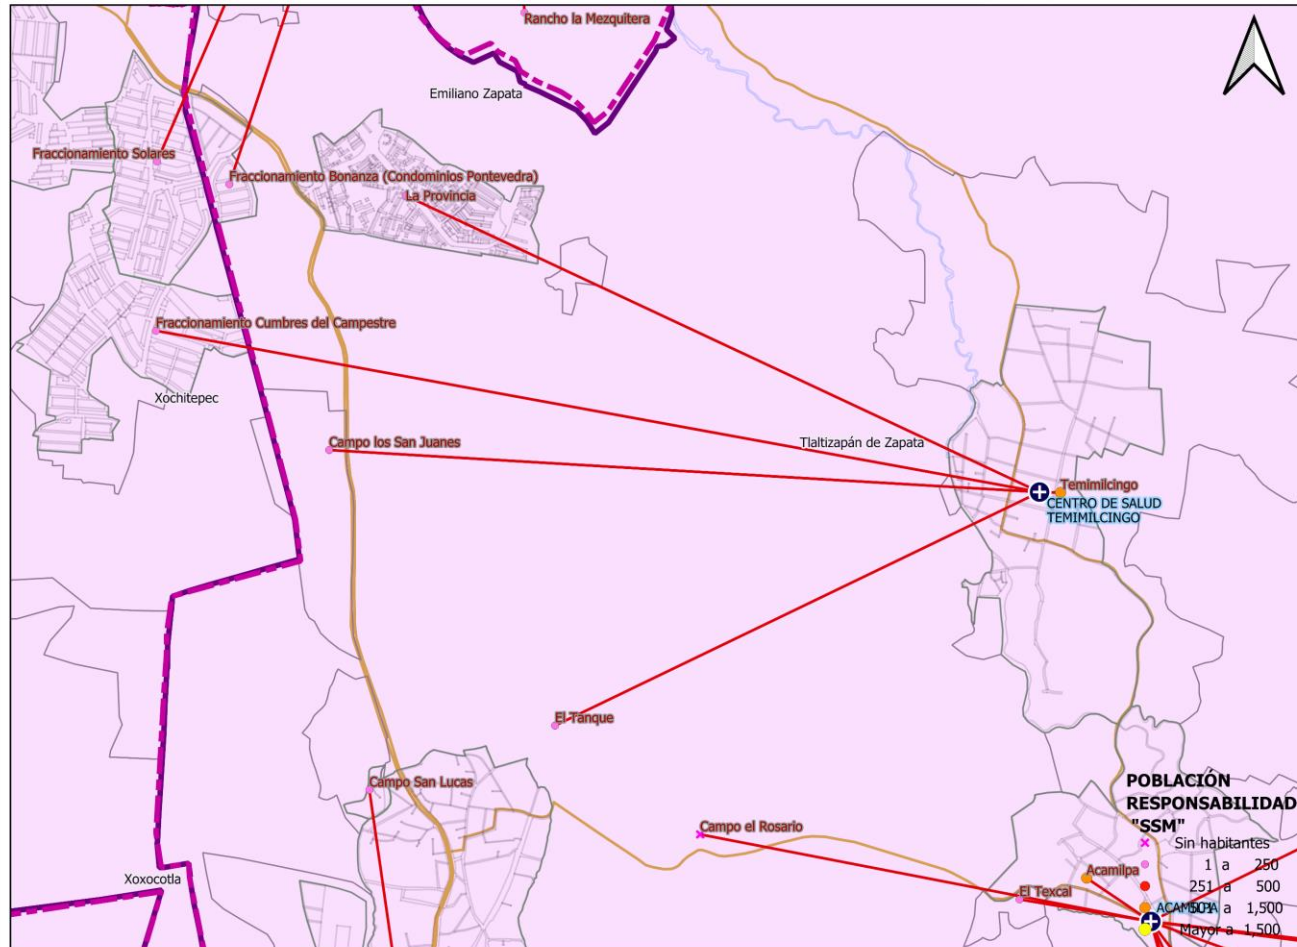 Rancho la Mezquitera
Emiliano Zapata
Fraccionamiento Solares
Fraccionamiento Bonanza (Condominios Pontevedra)
La Provincia
Fraccionamiento Cumbres del Campestre
Xochitepec
Campo los San Juanes
Tlaltizapán de Zapata
Temimilcingo
CENTRO DE SALUD
TEMIMILCINGO
El Tanque
Campo San Lucas
Campo el Rosario
Xoxocotla
Acamilpa
El Texcal
ACAMILPA
POBLACIÓN
RESPONSABILIDAD
"SSM"
Sin habitantes
1 a 250
251 a 500
501 a 1,500
Mayor a 1,500